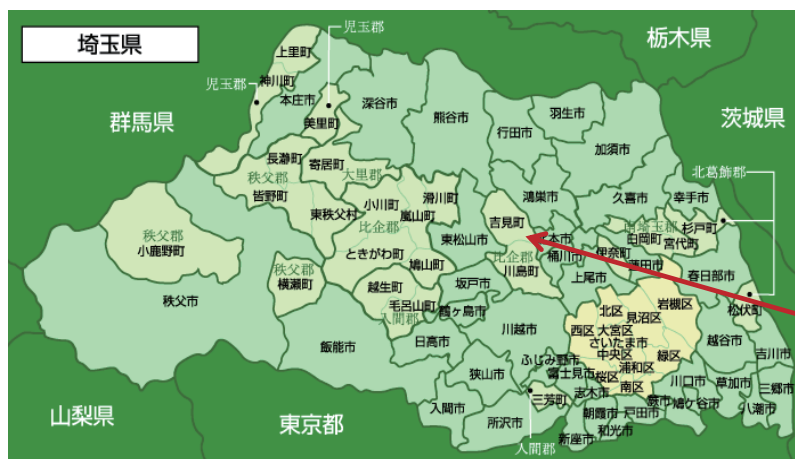 埼玉県
児玉郡
上里町
栃木県
神川町
児玉郡
本庄市
深谷市
熊谷市
羽生市
群馬県
美里町
行田市
茨城県
加須市
長瀞町
寄居町
北葛飾郡
秩父郡
大里郡
皆野町
小川町
滑川町
鴻巣市
久喜市
幸手市
東秩父村
比企郡
嵐山町
吉見町
杉戸町
秩父郡
小鹿野町
東松山市
本市
伊奈町
白岡町
宮代町
ときがわ町
鳩山町
比企郡
桶川市
蓮田市
秩父郡
川島町
上尾市
春日部市
横瀬町
越生町
坂戸市
岩槻区
秩父市
毛呂山町
鶴ヶ島市
北区
見沼区
松伏町
入間郡
川越市
西区
大宮区
飯能市
日高市
さいたま市
越谷市
中央区
緑区
吉川市
ふじみ野市
浦和区
狭山市
富士見市
桜区
川口市
草加市
三郷市
三芳町
志木市
南区
蕨市
鳩ケ谷市
八潮市
山梨県
東京都
入間市
所沢市
朝霞市
戸田市
和光市
新座市
入間郡